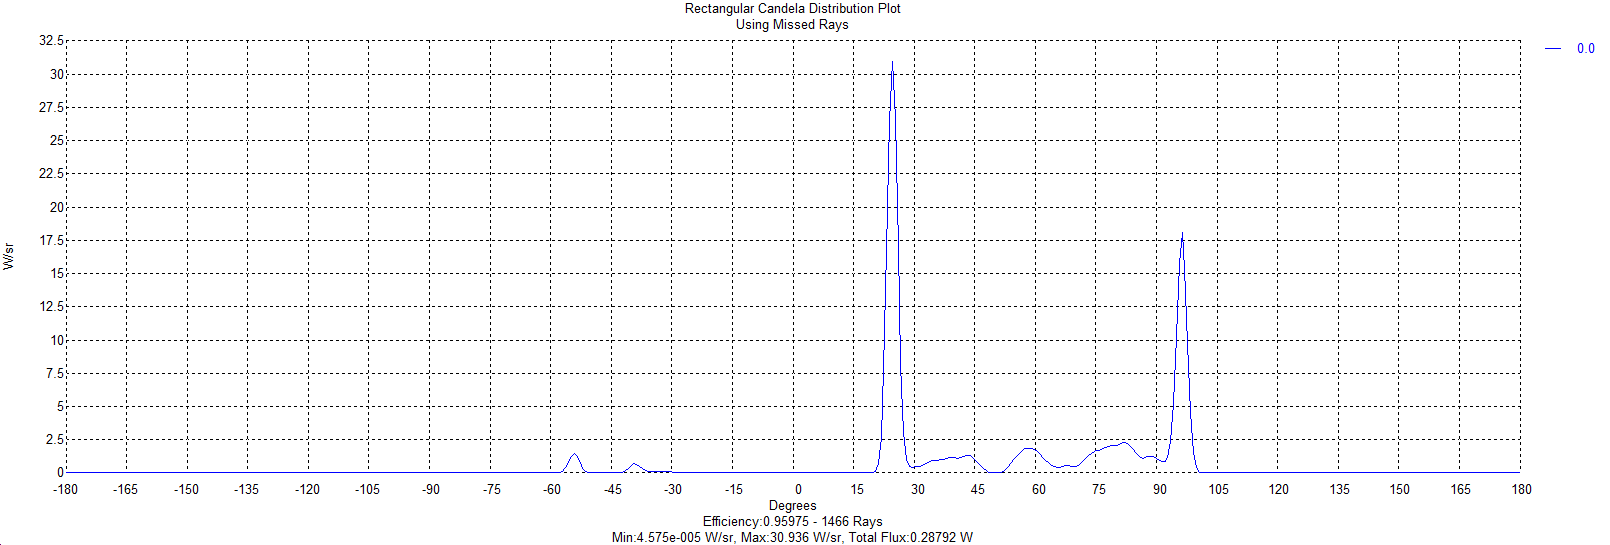 Rectangular Candela Distribution Plot
Using Missed Rays
0.0
32.5
30
27.5
25
22.5
20
17.5
15
12.5
10
7.5
5
2.5
0
W/sr
-180 -165 -150 -135 -120 -105 -90 -75 -60 -45 -30 -15 0 15 30 45 60 75 90 105 120 135 150 165 180
Degrees
Efficiency:0.95975 - 1466 Rays
Min:4.575e-005 W/sr, Max:30.936 W/sr, Total Flux:0.28792 W